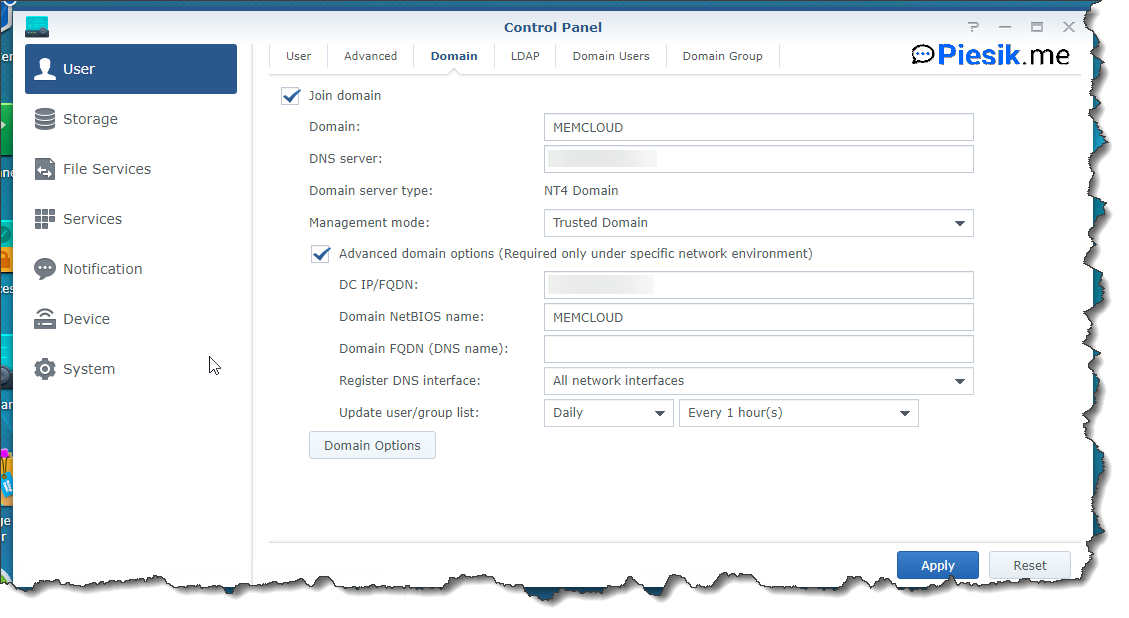 Control Panel
User
Storage
File Services
Services
Notification
Device
System
User Advanced Domain LDAP Domain Users Domain Group
Piesik.me
Join domain
Domain: MEMCLOUD
DNS server:
Domain server type: NT4 Domain
Management mode: Trusted Domain
Advanced domain options (Required only under specific network environment)
DC IP/FQDN:
Domain NetBIOS name: MEMCLOUD
Domain FQDN (DNS name):
Register DNS interface: All network interfaces
Update user/group list: Daily Every 1 hour(s)
Domain Options
Apply Reset